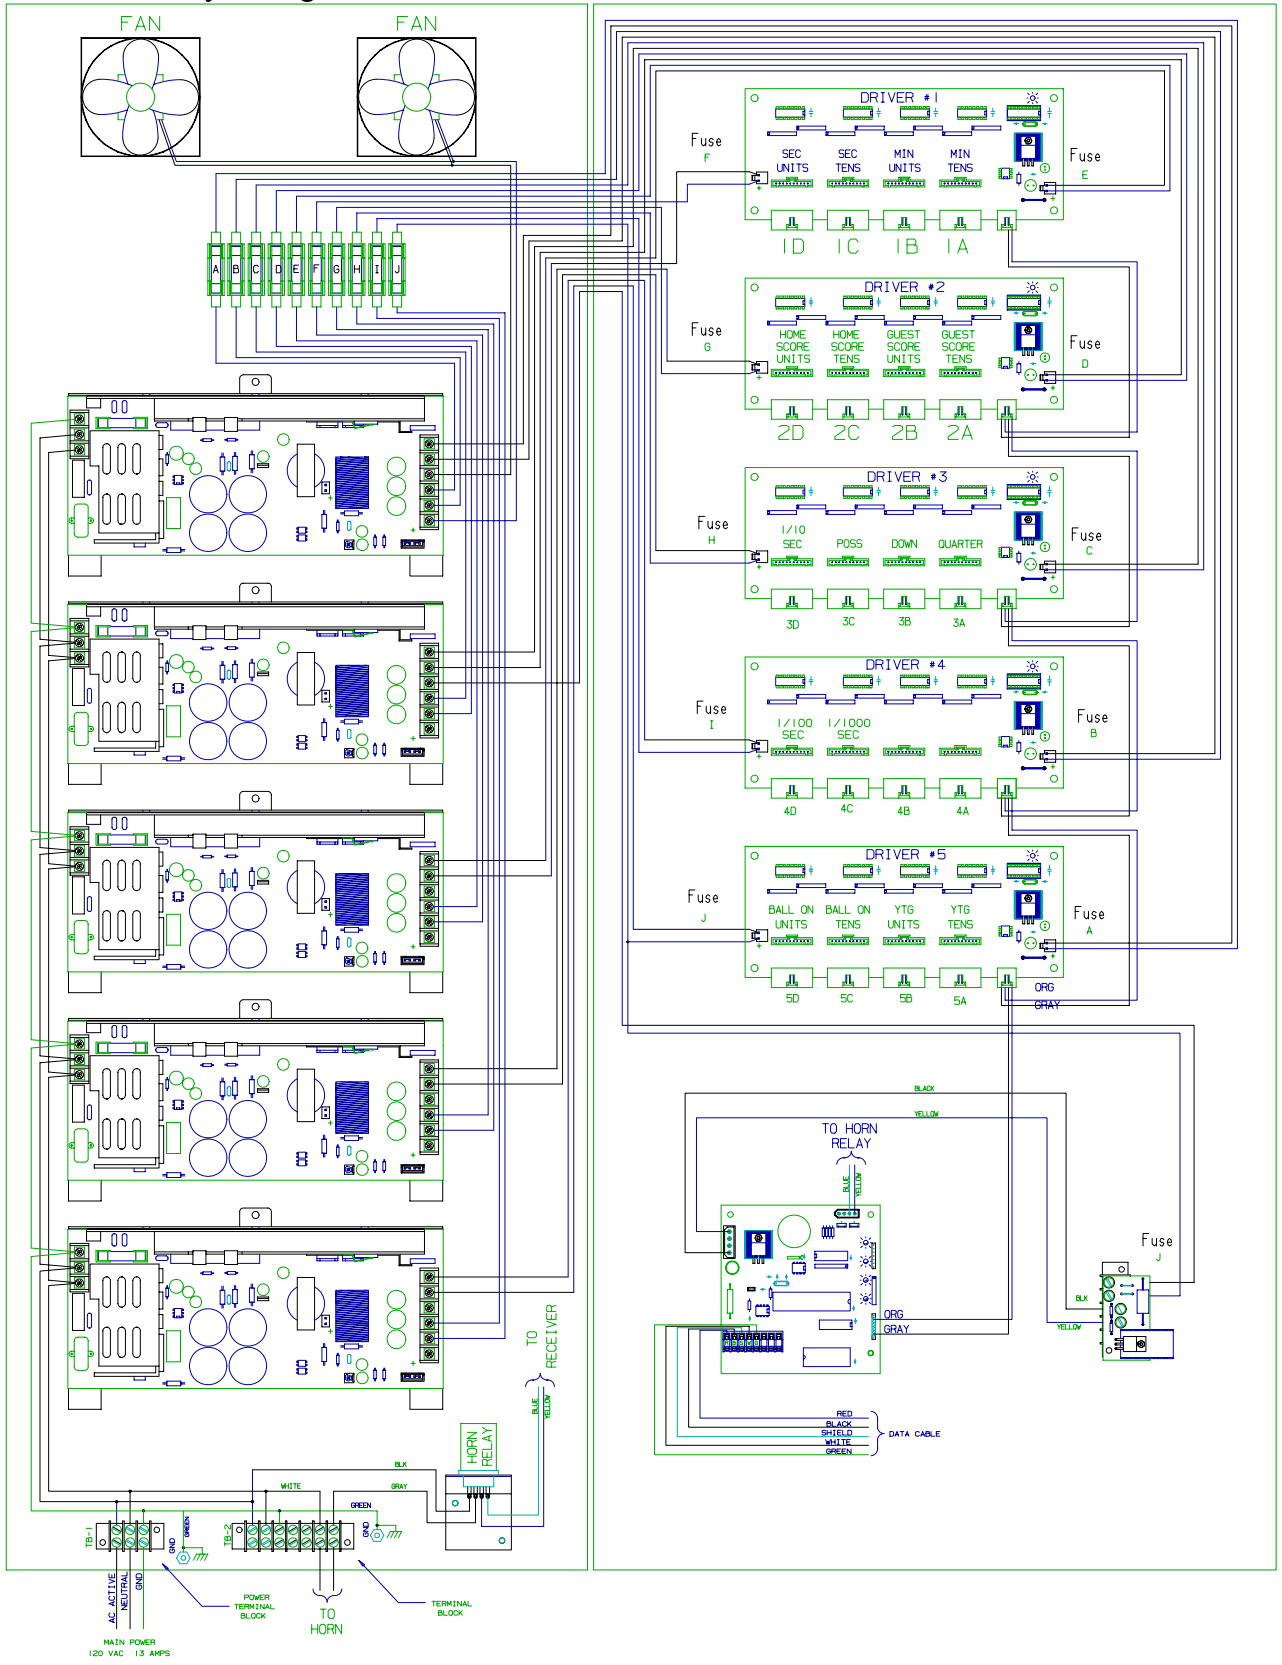 FAN
FAN
A B C D E F G H I J
DRIVER #1
Fuse
F
SEC
UNITS
SEC
TENS
MIN
UNITS
MIN
TENS
Fuse
E
1D 1C 1B 1A
DRIVER #2
Fuse
G
HOME
SCORE
UNITS
HOME
SCORE
TENS
GUEST
SCORE
UNITS
GUEST
SCORE
TENS
Fuse
D
2D 2C 2B 2A
DRIVER #3
Fuse
H
1/10
SEC
POSS
DOWN
QUARTER
Fuse
C
3D 3C 3B 3A
DRIVER #4
Fuse
I
1/100
SEC
1/1000
SEC
Fuse
B
4D 4C 4B 4A
DRIVER #5
Fuse
J
BALL ON
UNITS
BALL ON
TENS
YTG
UNITS
YTG
TENS
Fuse
A
5D 5C 5B 5A
ORG
GRAY
BLACK
YELLOW
TO HORN
RELAY
BLUE
YELLOW
Fuse
J
BLK
YELLOW
ORG
GRAY
RED
BLACK
SHIELD
WHITE
GREEN
DATA CABLE
TO
RECEIVER
BLUE
YELLOW
HORN
RELAY
BLK
WHITE
GRAY
GREEN
GND
TB-1
GND
GREEN
TB-2
AC ACTIVE
NEUTRAL
GND
POWER
TERMINAL
BLOCK
TO
HORN
TERMINAL
BLOCK
MAIN POWER
120 VAC 13 AMPS